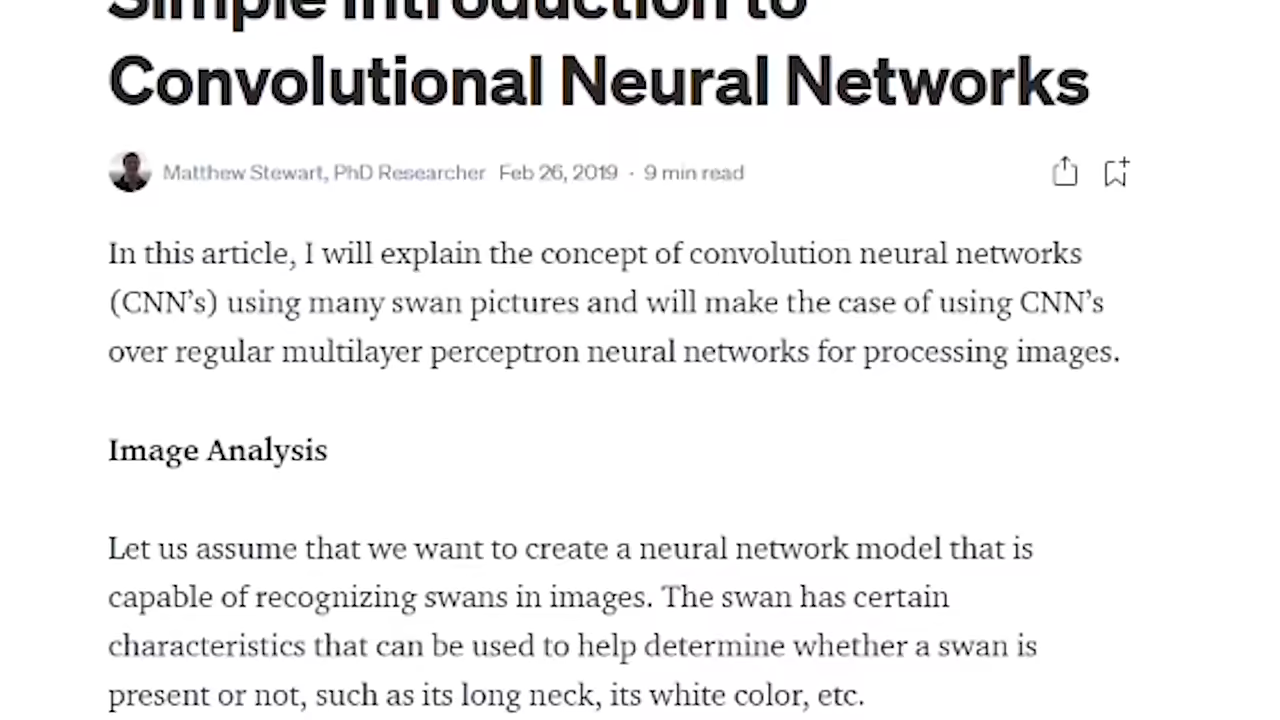 Simple Introduction to
Convolutional Neural Networks
Matthew Stewart, PhD Researcher Feb 26, 2019 · 9 min read
In this article, I will explain the concept of convolution neural networks
(CNN’s) using many swan pictures and will make the case of using CNN’s
over regular multilayer perceptron neural networks for processing images.
Image Analysis
Let us assume that we want to create a neural network model that is
capable of recognizing swans in images. The swan has certain
characteristics that can be used to help determine whether a swan is
present or not, such as its long neck, its white color, etc.